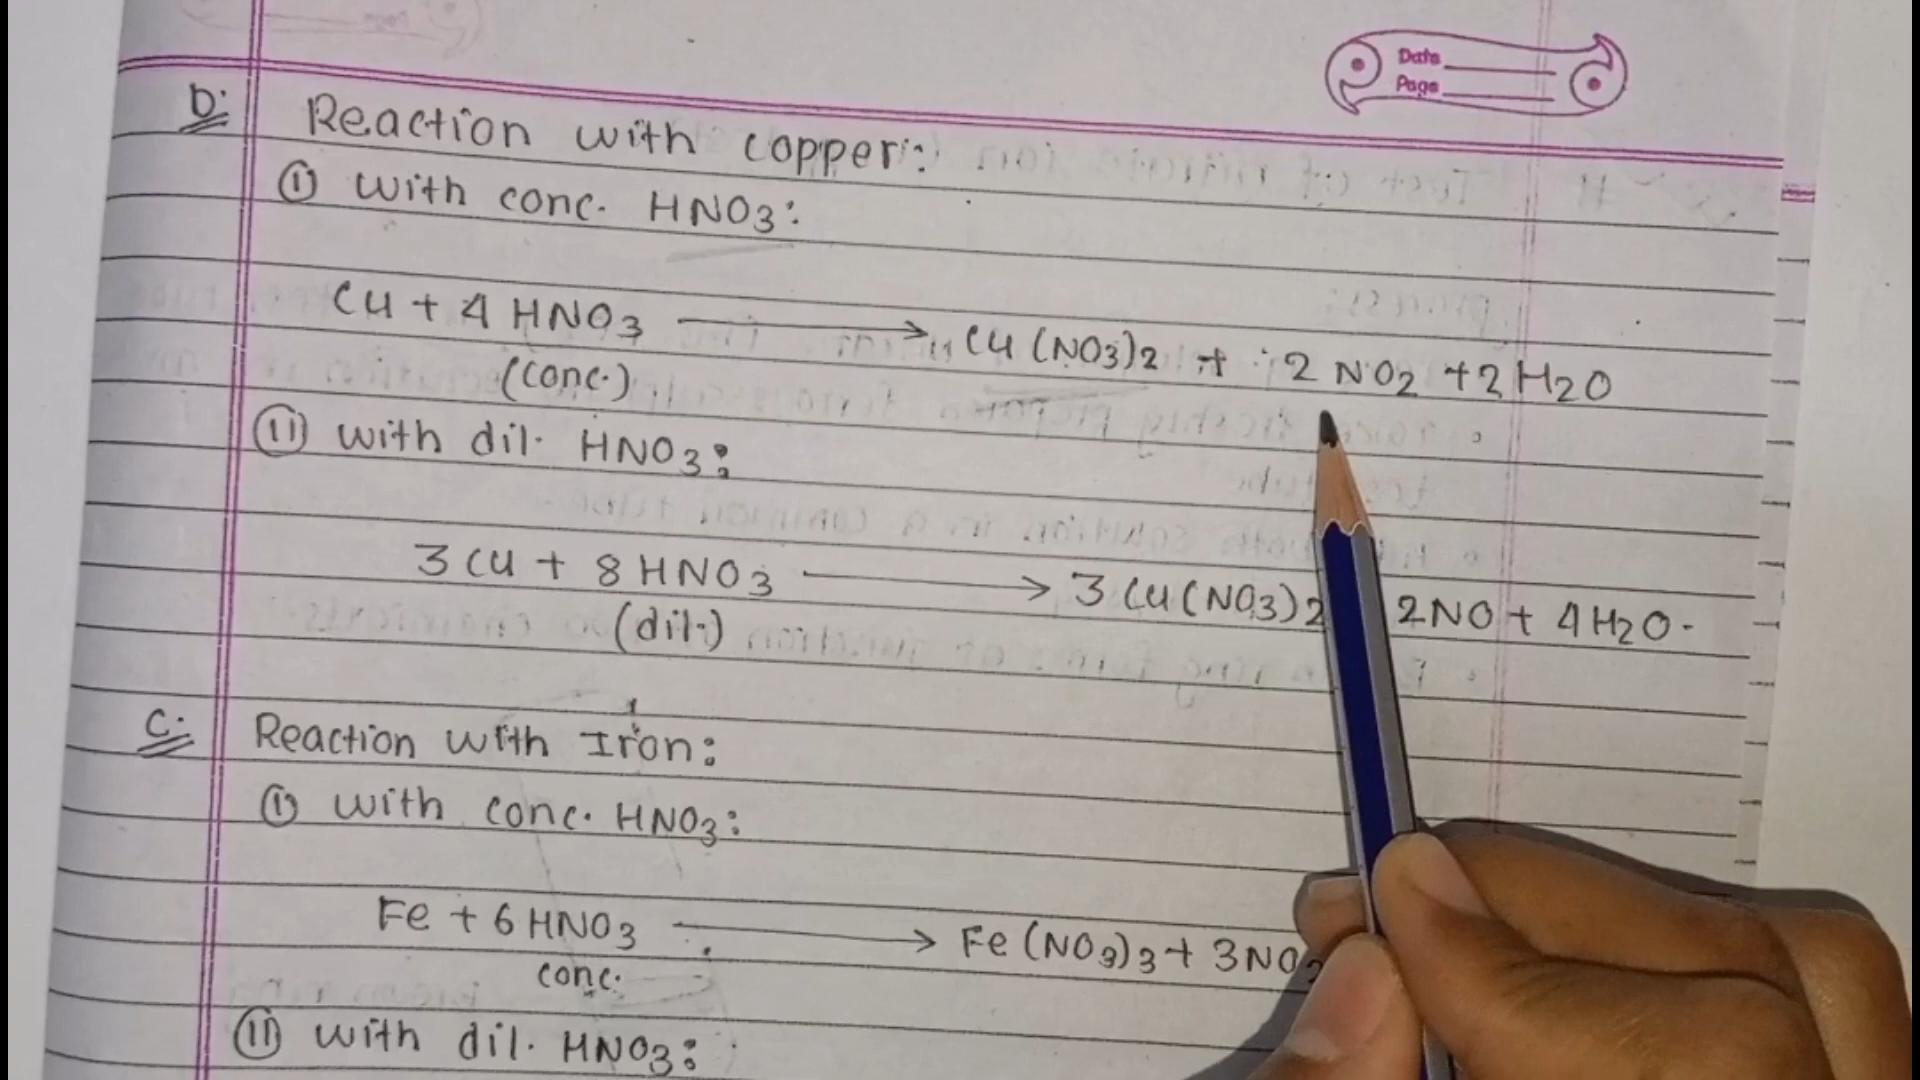 Date
Page
b:
Reaction with copper:
(i) with conc. HNO3:
Cu + 4 HNO3 → Cu (NO3)2 + 2 NO2 + 2 H2O
(conc.)
(ii) with dil. HNO3:
3 Cu + 8 HNO3 → 3 Cu (NO3)2 2NO + 4 H2O.
(dil.)
C:
Reaction with Iron:
(i) with conc. HNO3:
Fe + 6 HNO3 → Fe (NO3)3 + 3NO2
conc.
(ii) with dil. HNO3: